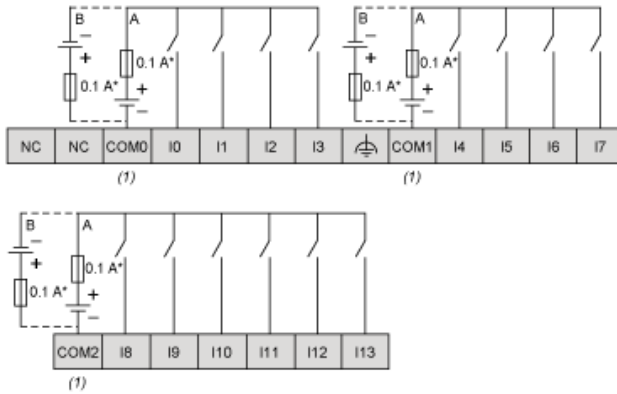 B A B A
− −
+ 0.1 A* + 0.1 A*
0.1 A* + 0.1 A* +
− −
NC NC COM0 I0 I1 I2 I3 COM1 I4 I5 I6 I7
(1) (1)
B A
−
+ 0.1 A*
0.1 A* +
−
COM2 I8 I9 I10 I11 I12 I13
(1)